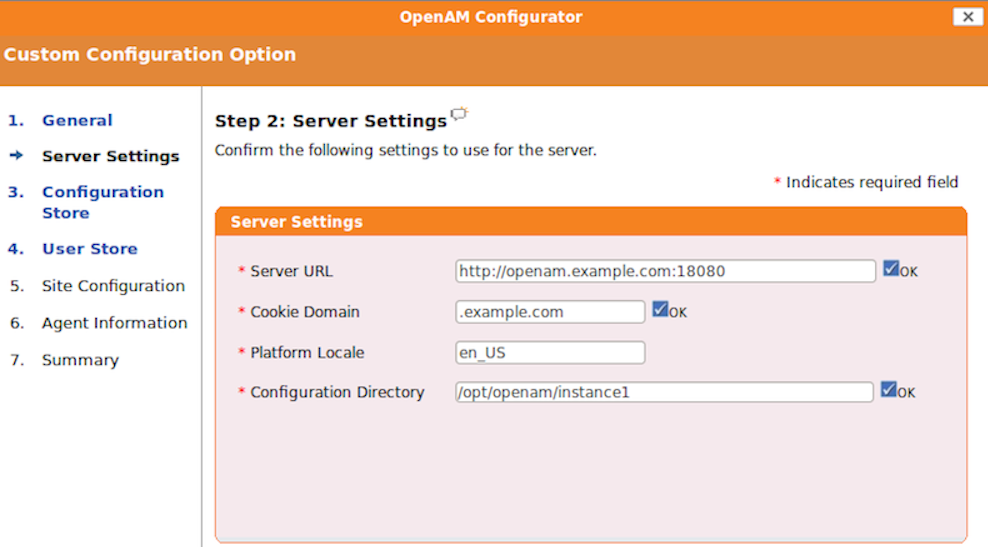 OpenAM Configurator
Custom Configuration Option
1. General
Server Settings
3. Configuration
Store
4. User Store
5. Site Configuration
6. Agent Information
7. Summary
Step 2: Server Settings
Confirm the following settings to use for the server.
* Indicates required field
Server Settings
* Server URL http://openam.example.com:18080 OK
* Cookie Domain .example.com OK
* Platform Locale en_US
* Configuration Directory /opt/openam/instance1 OK